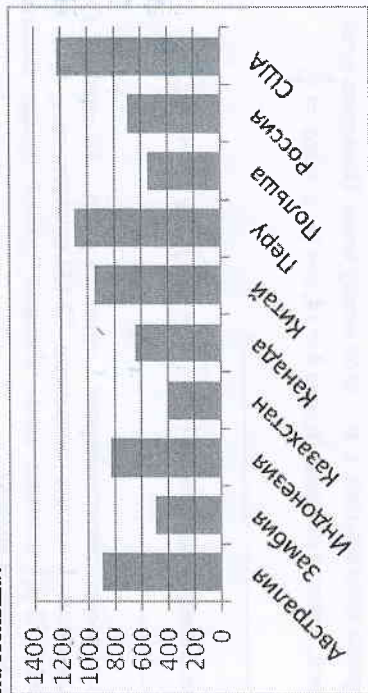 1400
1200
1000
800
600
400
200
0
Австралия
Замбия
Индонезия
Казахстан
Канада
Китай
Перу
Польша
Россия
США